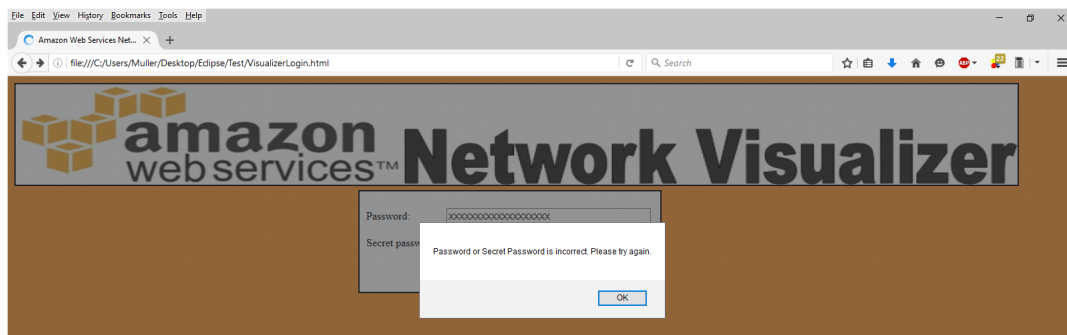 File Edit View History Bookmarks Tools Help
Amazon Web Services Net...
file:///C:/Users/Muller/Desktop/Eclipse/Test/VisualizerLogin.html
Search
ABP
22
amazon
web services™ Network Visualizer
Password: XXXXXXXXXXXXXXXXXXX
Secret passw
Password or Secret Password is incorrect. Please try again.
OK